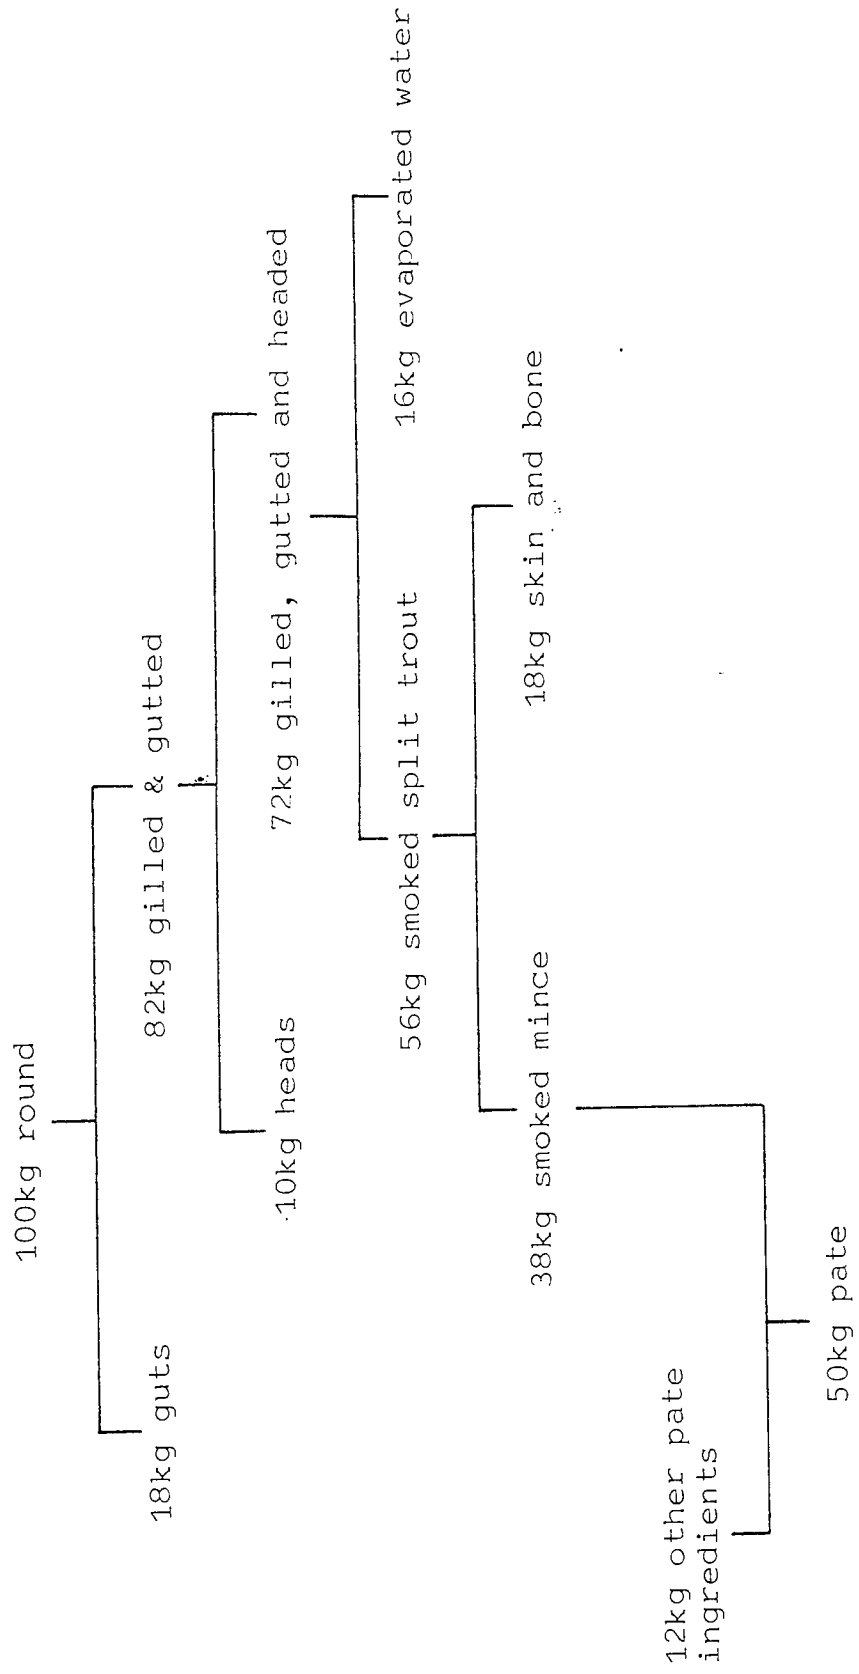 100kg round
18kg guts
82kg gilled & gutted
10kg heads
72kg gilled, gutted and headed
56kg smoked split trout
16kg evaporated water
38kg smoked mince
18kg skin and bone
12kg other pate
ingredients
50kg pate